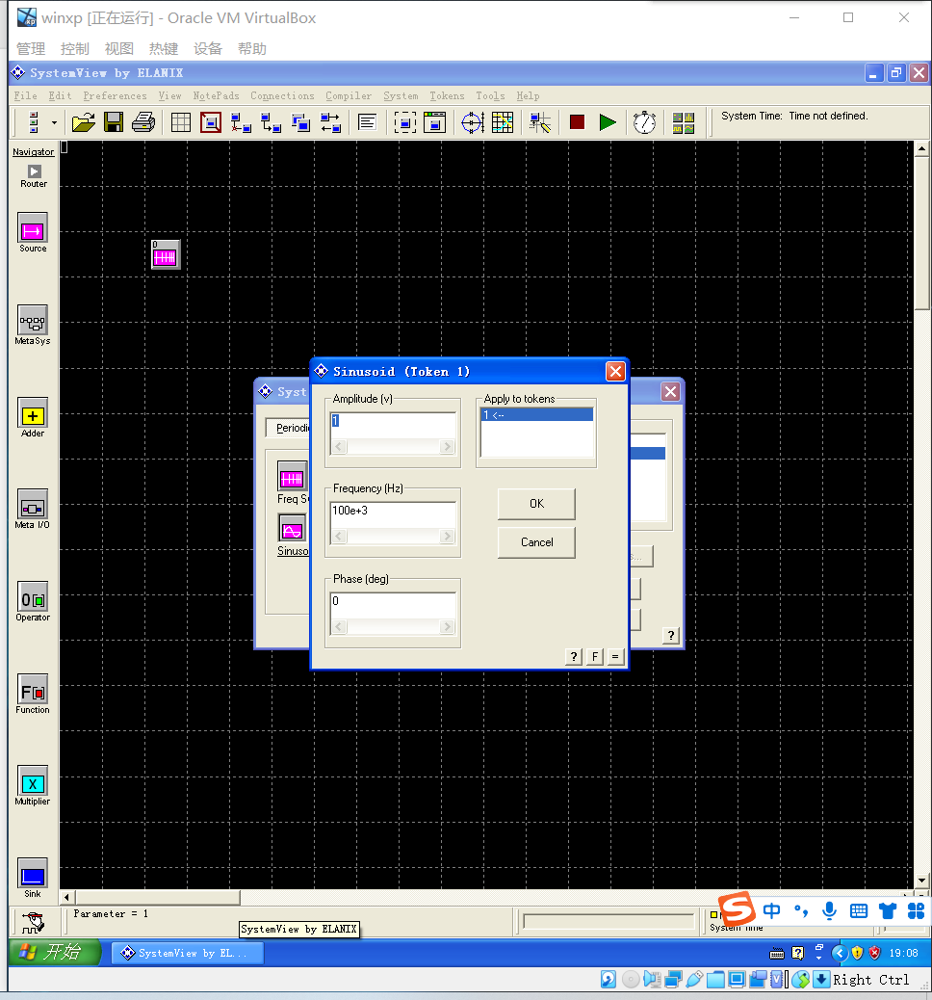 winxp [正在运行] - Oracle VM VirtualBox
管理 控制 视图 热键 设备 帮助
SystemView by ELANIX
File Edit Preferences View NotePads Connections Compiler System Tokens Tools Help
System Time: Time not defined.
Navigator
Router
Source
MetaSys
Adder
Meta I/O
Operator
Function
Multiplier
Sink
0
Syst
Periodi
Freq S
Sinuso
s...
?
Sinusoid (Token 1)
Amplitude (v)
1
Frequency (Hz)
100e+3
Phase (deg)
0
Apply to tokens
1 <--
OK
Cancel
? F =
Parameter = 1
SystemView by ELANIX
System Time
中
开始
SystemView by EL...
19:08
Right Ctrl